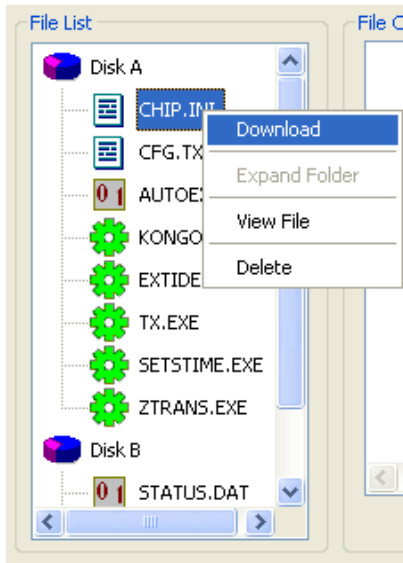 File List
File
Disk A
CHIP.INI
Download
CFG.TX
Expand Folder
AUTOE
View File
KONGO
Delete
EXTIDE
TX.EXE
SETSTIME.EXE
ZTRANS.EXE
Disk B
STATUS.DAT